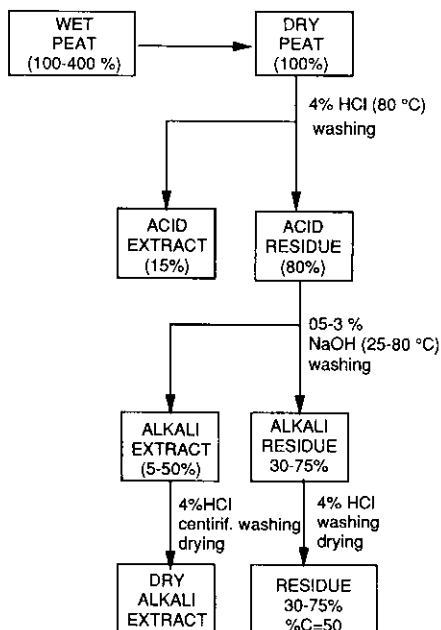 WET
PEAT
(100-400 %)
DRY
PEAT
(100%)
4% HCl (80 °C)
washing
ACID
EXTRACT
(15%)
ACID
RESIDUE
(80%)
05-3 %
NaOH (25-80 °C)
washing
ALKALI
EXTRACT
(5-50%)
ALKALI
RESIDUE
30-75%
4%HCl
centirif. washing
drying
4% HCl
washing
drying
DRY
ALKALI
EXTRACT
RESIDUE
30-75%
%C=50